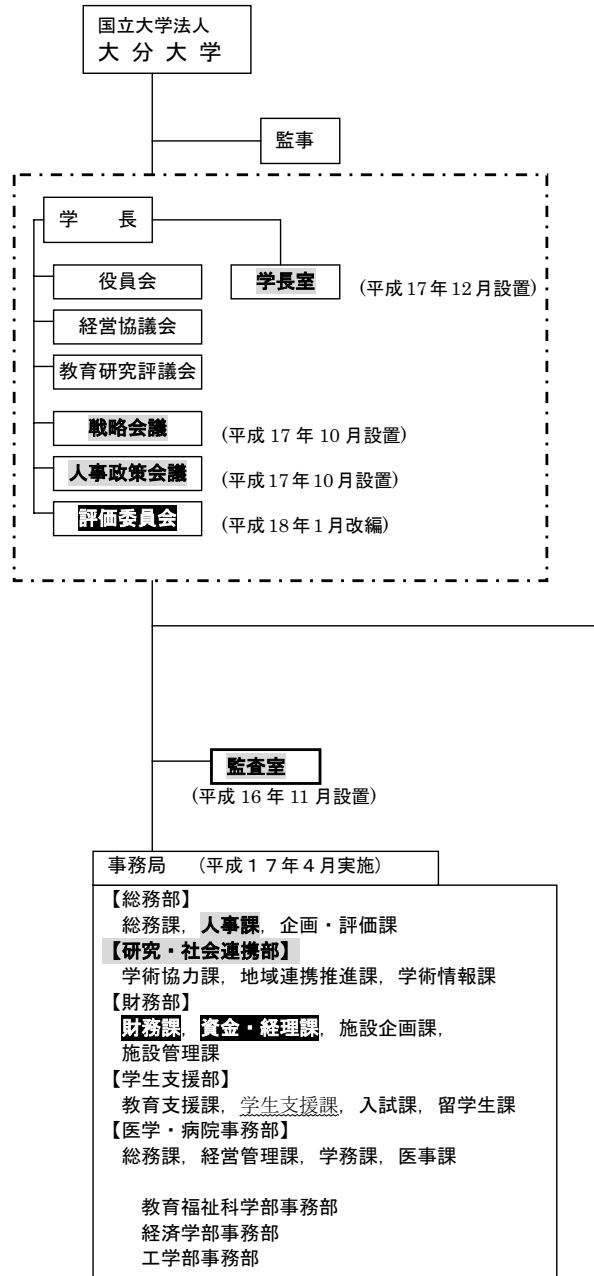 国立大学法人
大 分 大 学
監事
学　長
役員会
学長室 (平成17年12月設置)
経営協議会
教育研究評議会
戦略会議 (平成 17 年 10 月設置)
人事政策会議 (平成17年10月設置)
評価委員会 (平成18年1月改編)
監査室
(平成 16 年 11 月設置)
事務局　(平成１７年４月実施)
【総務部】
総務課，人事課，企画・評価課
【研究・社会連携部】
学術協力課，地域連携推進課，学術情報課
【財務部】
財務課，資金・経理課，施設企画課，
施設管理課
【学生支援部】
教育支援課，学生支援課，入試課，留学生課
【医学・病院事務部】
総務課，経営管理課，学務課，医事課
教育福祉科学部事務部
経済学部事務部
工学部事務部